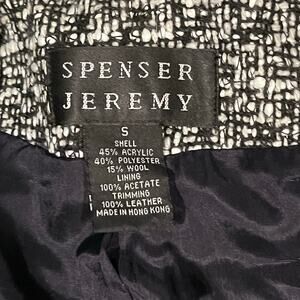 SPENSER
JEREMY
S
SHELL
45% ACRYLIC
40% POLYESTER
15% WOOL
LINING
100% ACETATE
TRIMMING
100% LEATHER
MADE IN HONG KONG